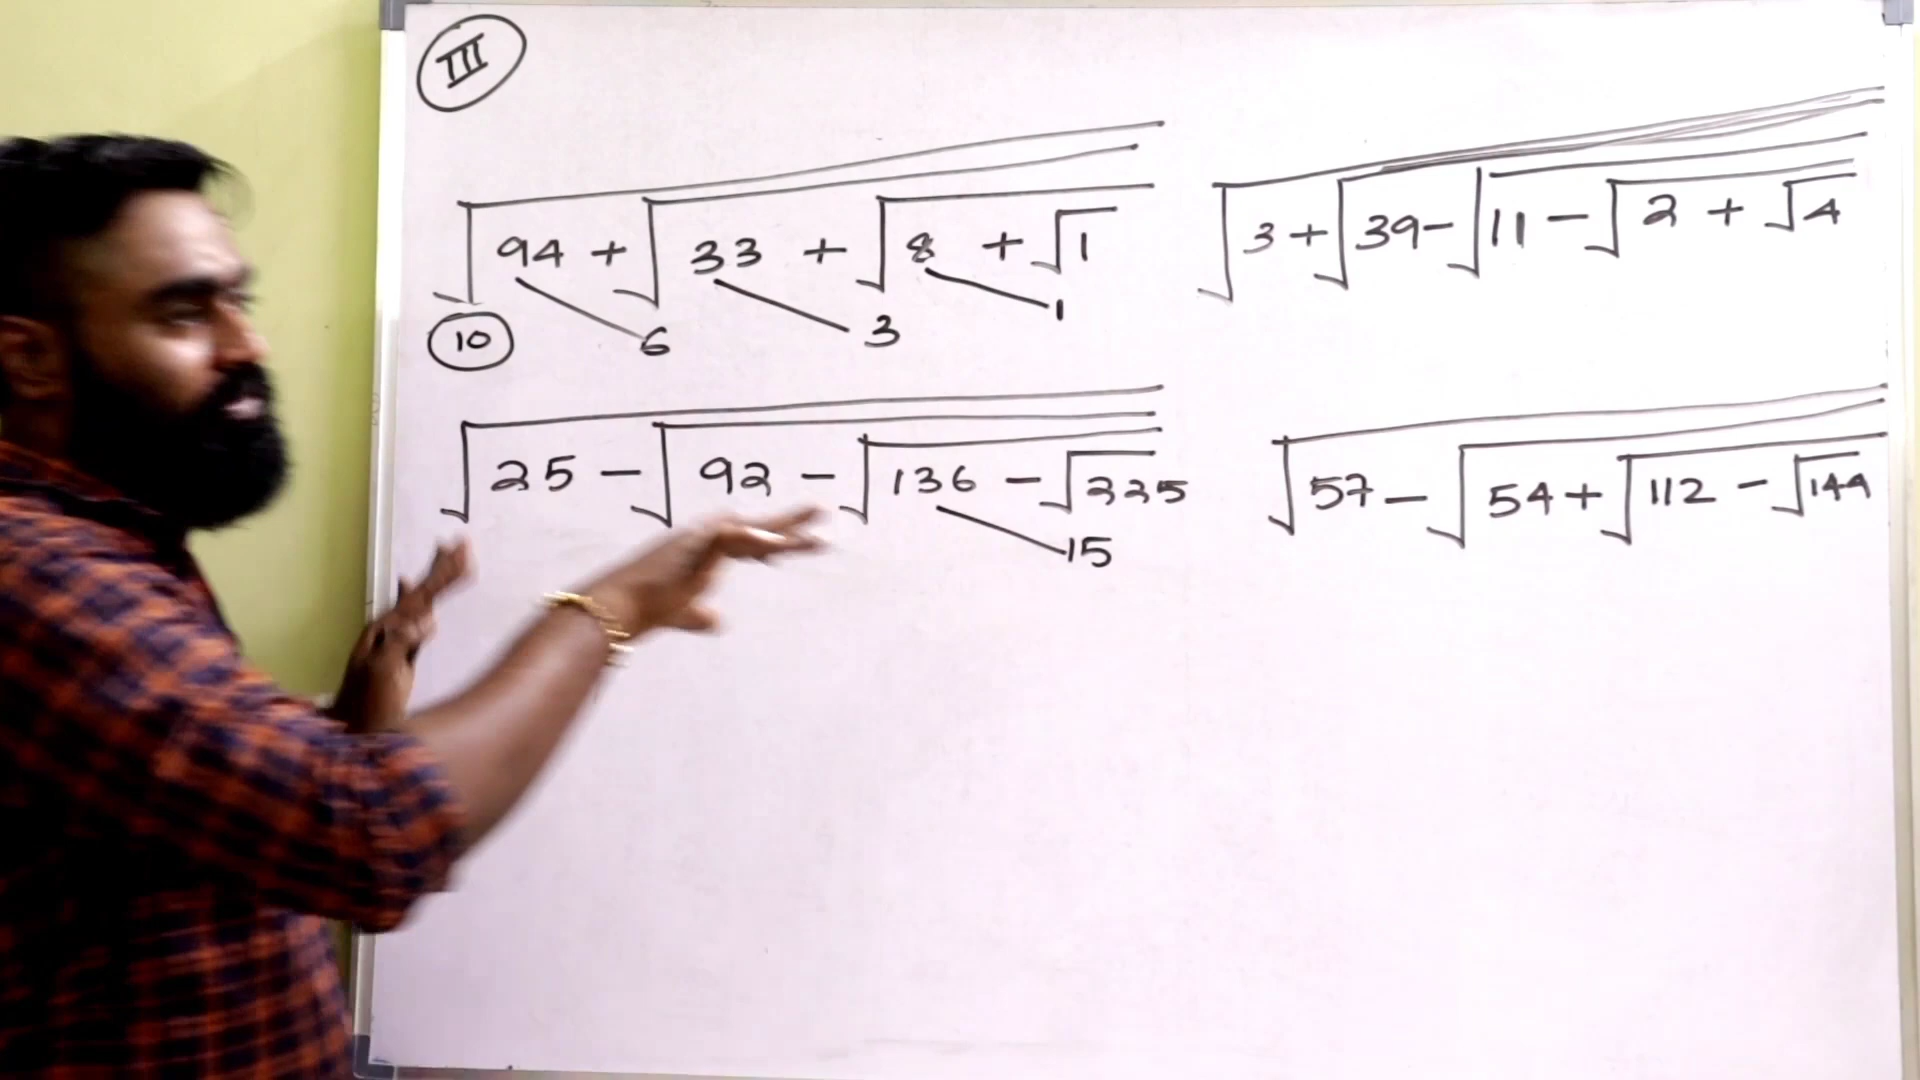 III
√94 + √33 + √8 + √1
6 3 1
10
√3 + √39 - √11 - √2 + √4
√25 - √92 - √136 - √225
15
√57 - √54 + √112 - √144